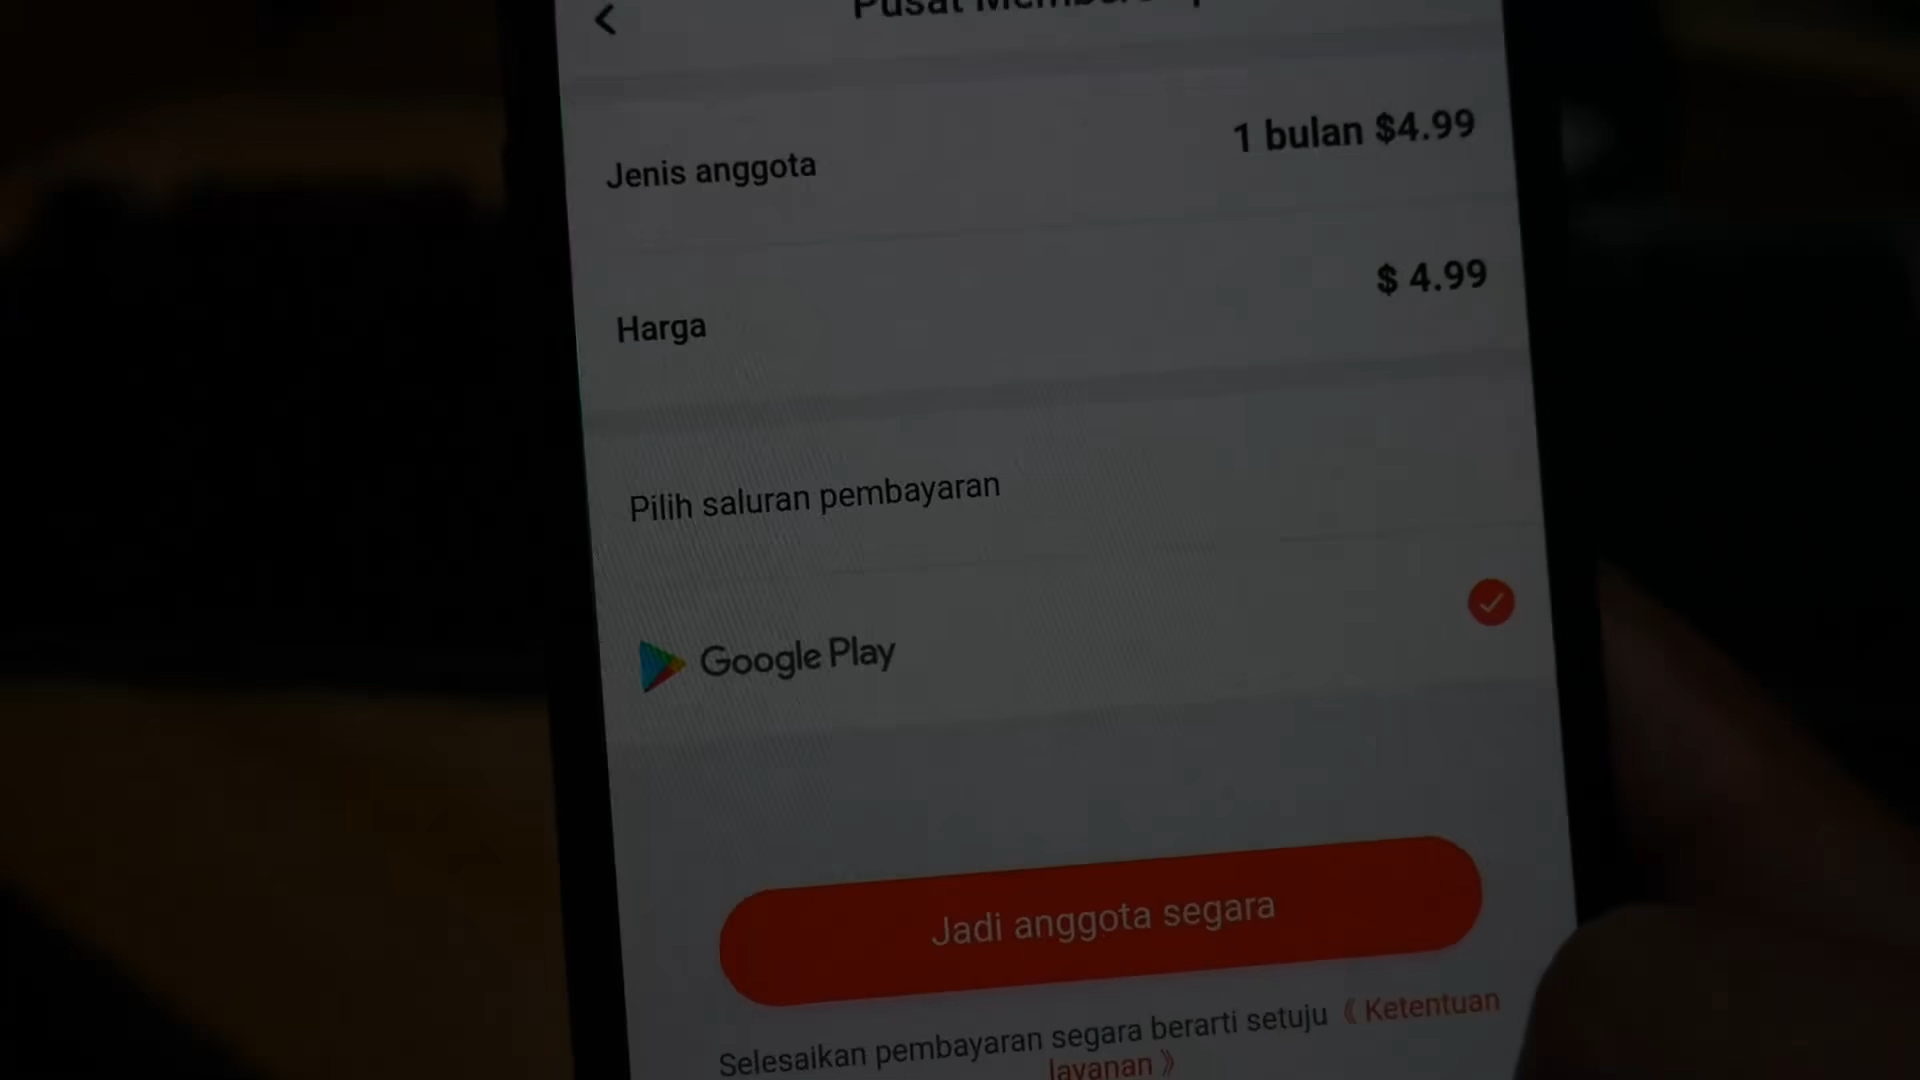 Pusat
Jenis anggota
1 bulan $4.99
Harga
$ 4.99
Pilih saluran pembayaran
Google Play
Jadi anggota segara
Selesaikan pembayaran segara berarti setuju《 Ketentuan
layanan 》